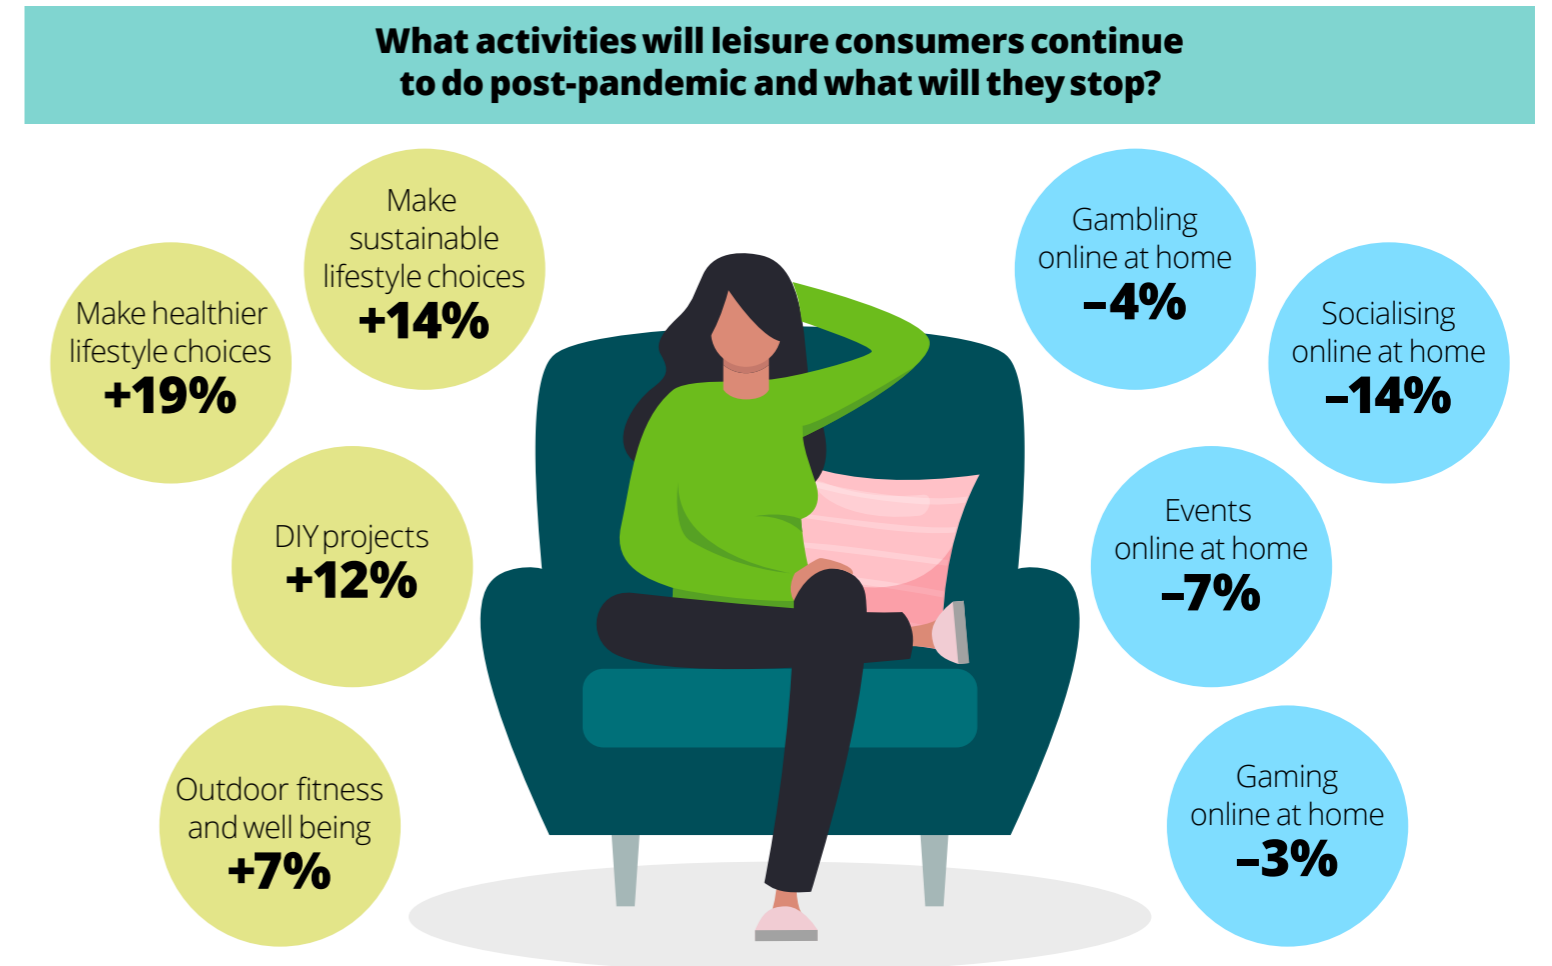 What activities will leisure consumers continue
to do post-pandemic and what will they stop?
Make
sustainable
lifestyle choices
+14%
Make healthier
lifestyle choices
+19%
DIY projects
+12%
Outdoor fitness
and well being
+7%
Gambling
online at home
–4%
Socialising
online at home
–14%
Events
online at home
–7%
Gaming
online at home
–3%